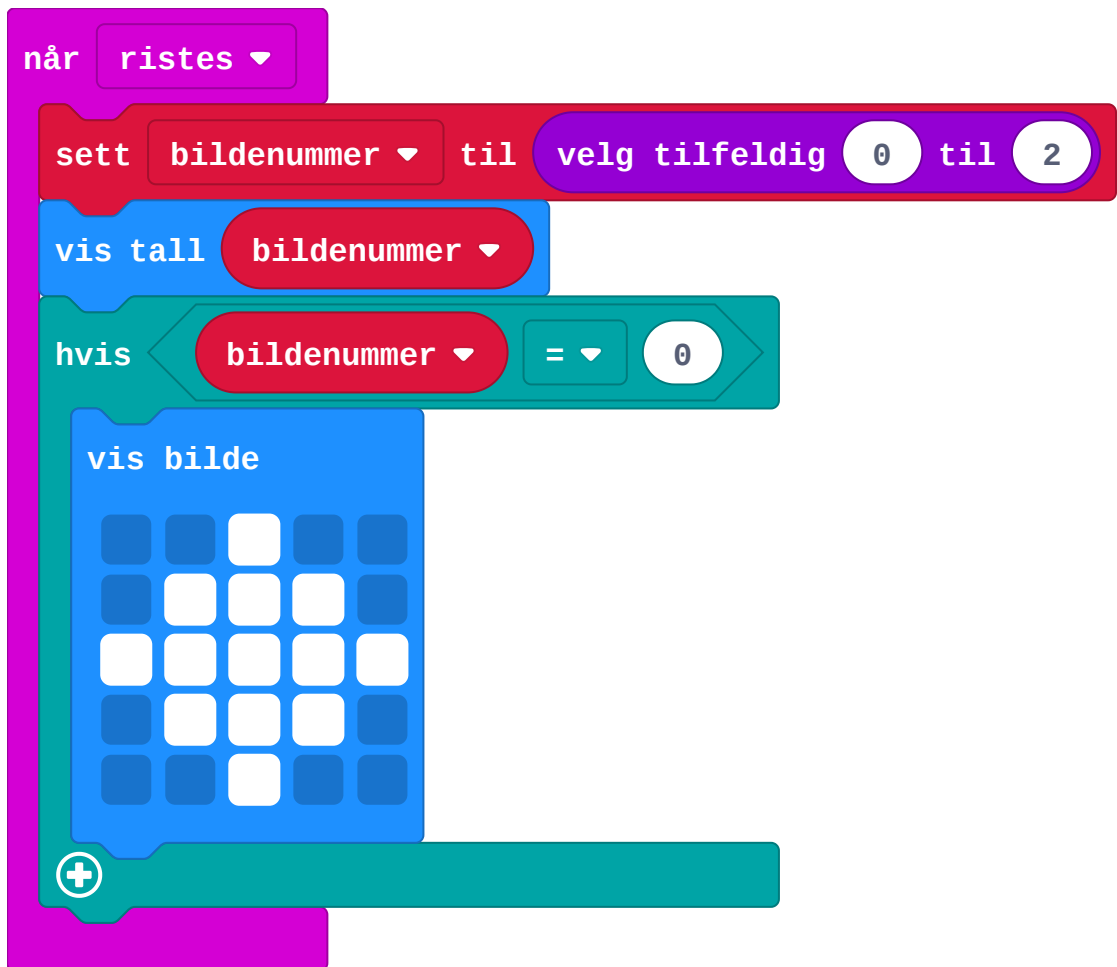 når ristes
sett bildenummer til velg tilfeldig 0 til 2
vis tall bildenummer
hvis bildenummer = 0
vis bilde